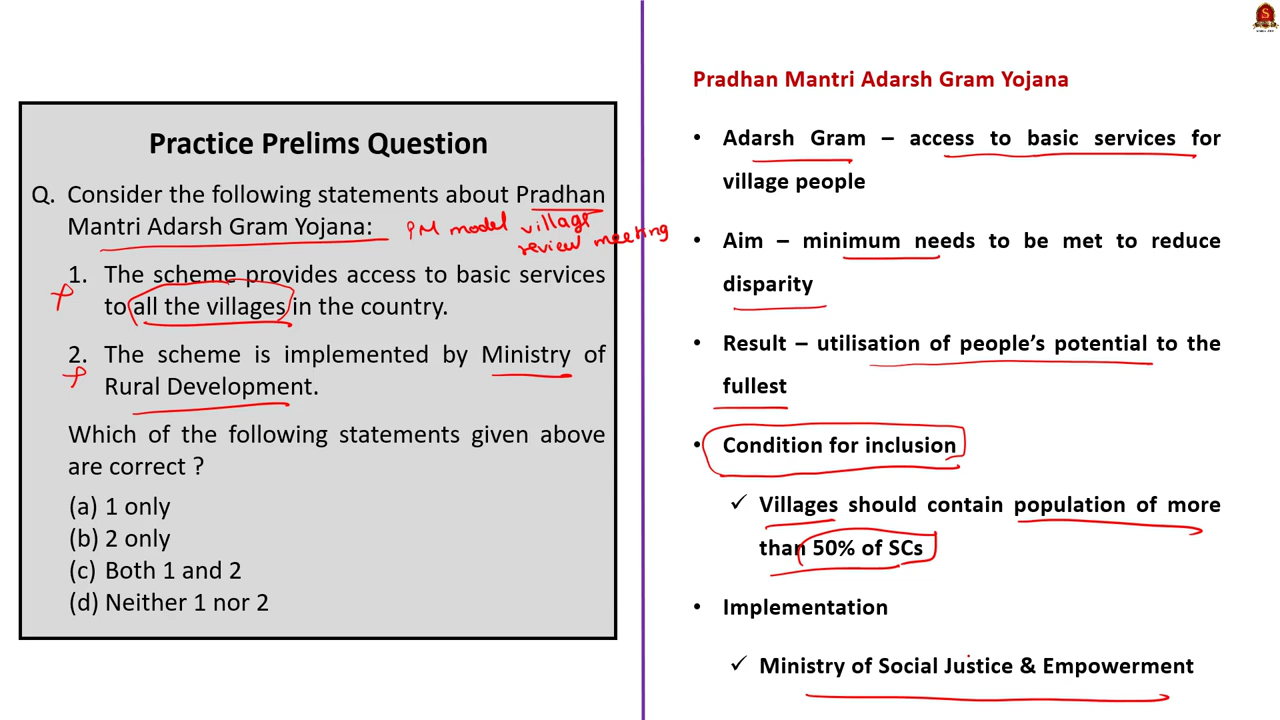 Practice Prelims Question
Q. Consider the following statements about Pradhan
Mantri Adarsh Gram Yojana:
PM model village
review meeting
1. The scheme provides access to basic services
to all the villages in the country.
2. The scheme is implemented by Ministry of
Rural Development.
Which of the following statements given above
are correct ?
(a) 1 only
(b) 2 only
(c) Both 1 and 2
(d) Neither 1 nor 2
Pradhan Mantri Adarsh Gram Yojana
• Adarsh Gram – access to basic services for
village people
• Aim – minimum needs to be met to reduce
disparity
• Result – utilisation of people's potential to the
fullest
• Condition for inclusion
✓ Villages should contain population of more
than 50% of SCs
• Implementation
✓ Ministry of Social Justice & Empowerment